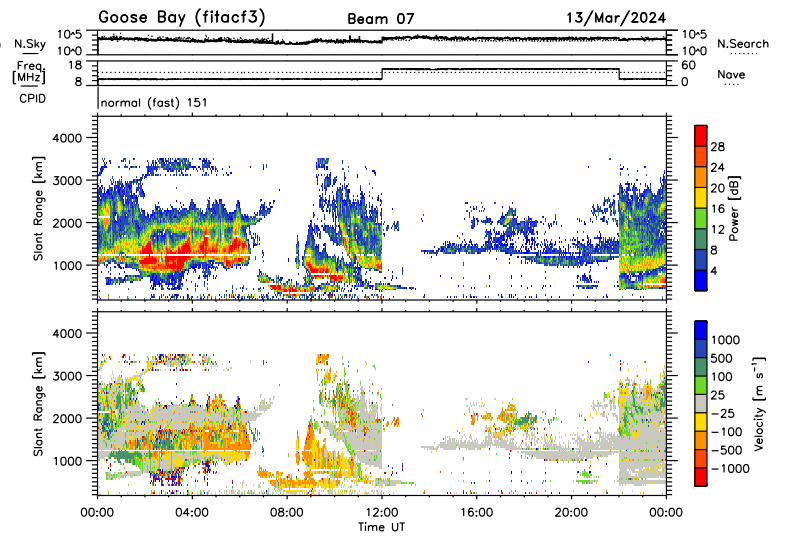 Goose Bay (fitacf3) Beam 07 13/Mar/2024
N.Sky 10^5 10^5 N.Search
10^0 10^0
Freq. 18 60 Nave
[MHz] 8 0
CPID normal (fast) 151
Slant Range [km]
4000
3000
2000
1000
Power [dB]
28
24
20
16
12
8
4
Slant Range [km]
4000
3000
2000
1000
Velocity [m s⁻¹]
1000
500
100
25
−25
−100
−500
−1000
00:00 04:00 08:00 12:00 16:00 20:00 00:00
Time UT